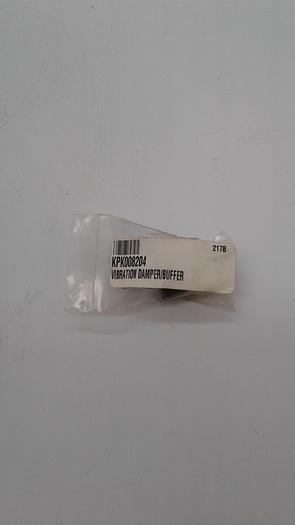 217B
KPK008204
VIBRATION DAMPER/BUFFER